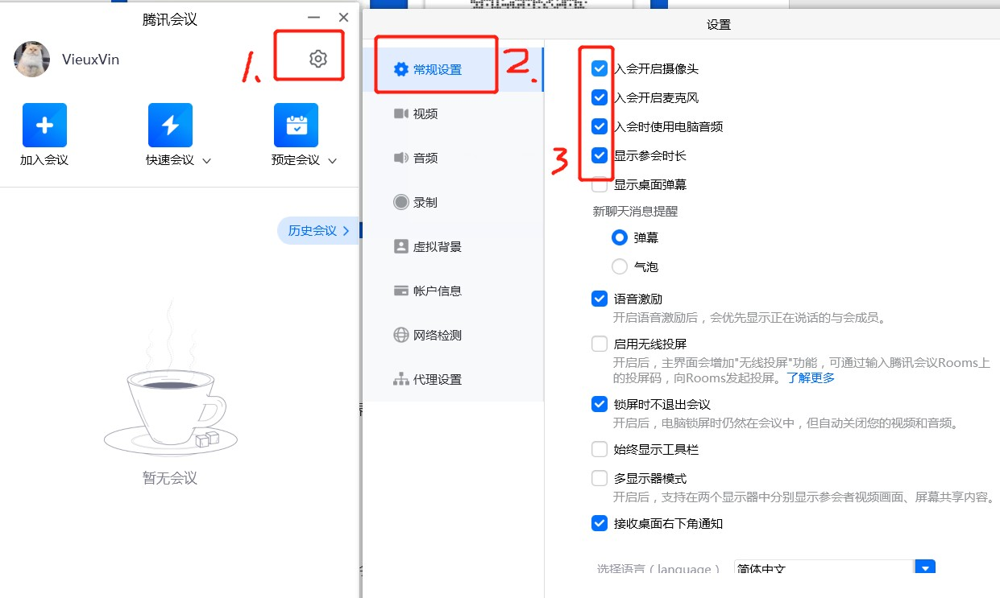 腾讯会议
VieuxVin
1.
加入会议
快速会议
预定会议
历史会议
暂无会议
设置
常规设置
2.
视频
音频
录制
虚拟背景
帐户信息
网络检测
代理设置
3
入会开启摄像头
入会开启麦克风
入会时使用电脑音频
显示参会时长
显示桌面弹幕
新聊天消息提醒
弹幕
气泡
语音激励
开启语音激励后，会优先显示正在说话的与会成员。
启用无线投屏
开启后，主界面会增加"无线投屏"功能，可通过输入腾讯会议Rooms上
的投屏码，向Rooms发起投屏。了解更多
锁屏时不退出会议
开启后，电脑锁屏时仍然在会议中，但自动关闭您的视频和音频。
始终显示工具栏
多显示器模式
开启后，支持在两个显示器中分别显示参会者视频画面、屏幕共享内容。
接收桌面右下角通知
选择语言（language）
简体中文